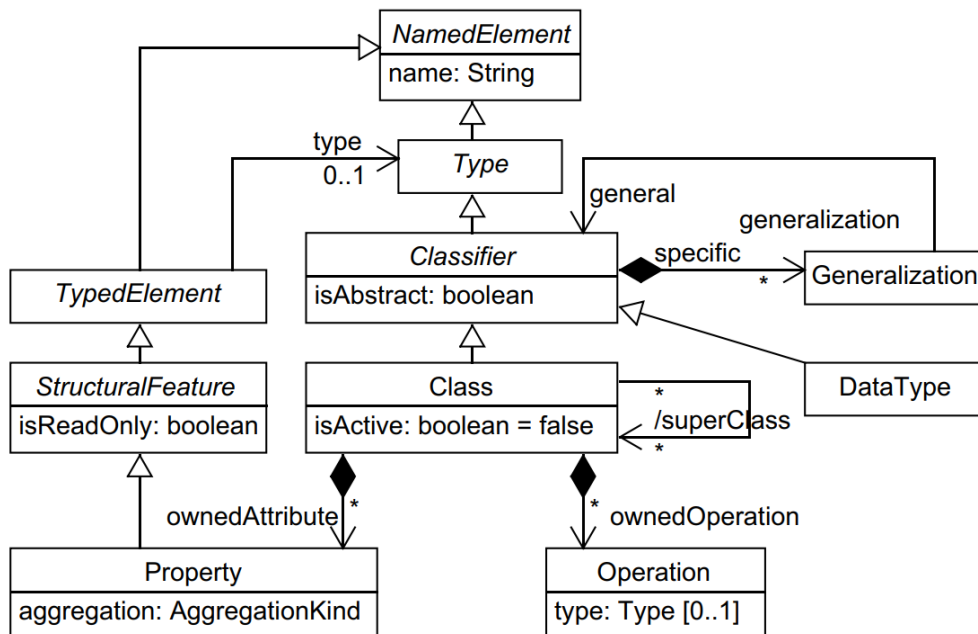 NamedElement
name: String
type
0..1
Type
general
generalization
Classifier
specific
*
isAbstract: boolean
Generalization
TypedElement
StructuralFeature
isReadOnly: boolean
Class
isActive: boolean = false
*
/superClass
*
DataType
ownedAttribute
*
*
ownedOperation
Property
aggregation: AggregationKind
Operation
type: Type [0..1]